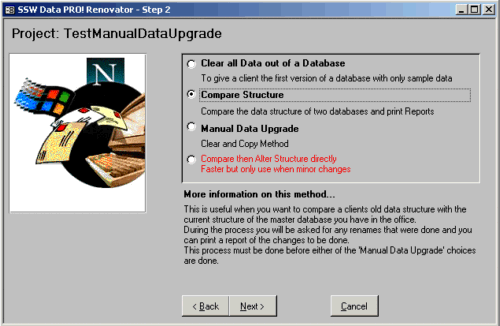 SSW Data PRO! Renovator - Step 2
Project: TestManualDataUpgrade
N
Clear all Data out of a Database
To give a client the first version of a database with only sample data
Compare Structure
Compare the data structure of two databases and print Reports
Manual Data Upgrade
Clear and Copy Method
Compare then Alter Structure directly
Faster but only use when minor changes
More information on this method...
This is useful when you want to compare a clients old data structure with the
current structure of the master database you have in the office.
During the process you will be asked for any renames that were done and you
can print a report of the changes to be done.
This process must be done before either of the 'Manual Data Upgrade' choices
are done.
< Back
Next >
Cancel